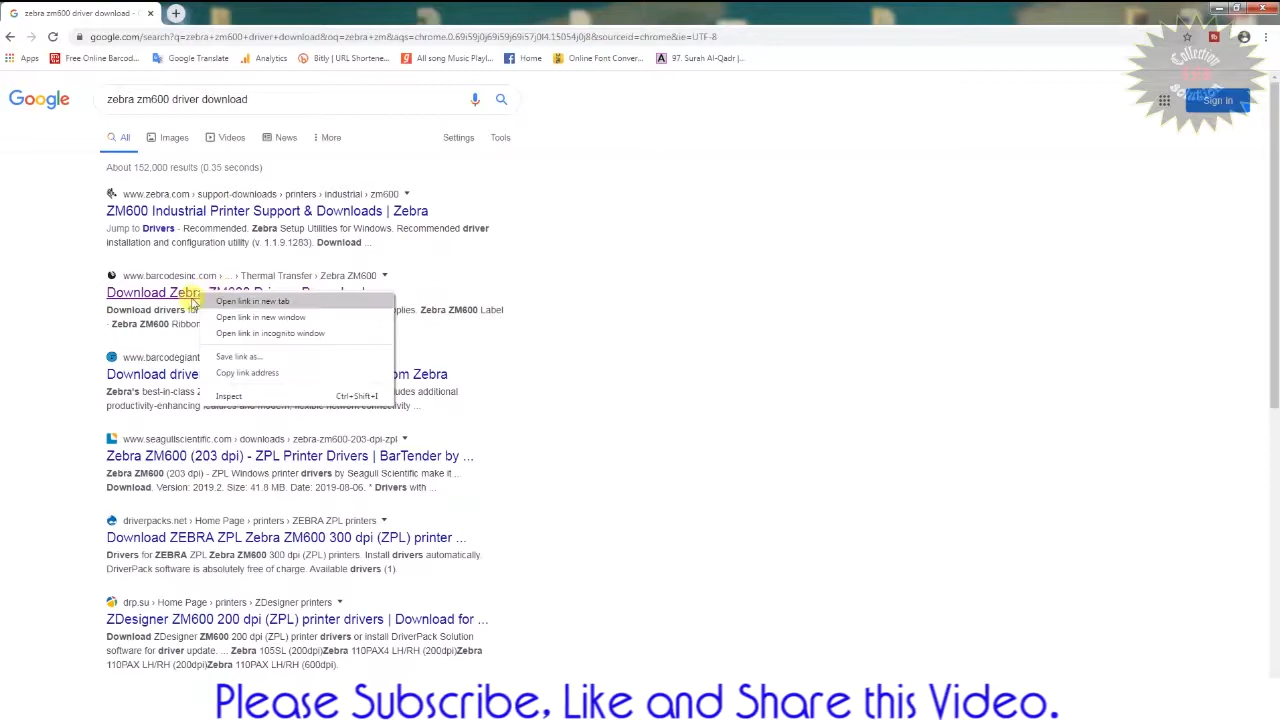 zebra zm600 driver download -
google.com/search?q=zebra+zm600+driver+download&oq=zebra+zm&aqs=chrome.0.69i59j0l69i57j0l4.15054j0j8&sourceid=chrome&ie=UTF-8
Apps Free Online Barcod... Google Translate Analytics Bitly | URL Shortene... All song Music Playl... Home Online Font Conver... 97. Surah Al-Qadr |...
Collection
solution
Google
zebra zm600 driver download
Sign in
All Images Videos News More Settings Tools
About 152,000 results (0.35 seconds)
www.zebra.com › support-downloads › printers › industrial › zm600
ZM600 Industrial Printer Support & Downloads | Zebra
Jump to Drivers - Recommended. Zebra Setup Utilities for Windows. Recommended driver
installation and configuration utility (v. 1.1.9.1283). Download ...
www.barcodesinc.com › ... › Thermal Transfer › Zebra ZM600
Download Zebra
Open link in new tab
Download drivers for plies. Zebra ZM600 Label
Open link in new window
- Zebra ZM600 Ribbon
Open link in incognito window
www.barcodegiant
Save link as...
Download drive om Zebra
Copy link address
Zebra's best-in-class cludes additional
Inspect Ctrl+Shift+I
productivity-enhancing features and modern, flexible network connectivity ...
www.seagullscientific.com › downloads › zebra-zm600-203-dpi-zpl
Zebra ZM600 (203 dpi) - ZPL Printer Drivers | BarTender by ...
Zebra ZM600 (203 dpi) - ZPL Windows printer drivers by Seagull Scientific make it ...
Download. Version: 2019.2. Size: 41.8 MB. Date: 2019-08-06. * Drivers with ...
driverpacks.net › Home Page › printers › ZEBRA ZPL printers
Download ZEBRA ZPL Zebra ZM600 300 dpi (ZPL) printer ...
Drivers for ZEBRA ZPL Zebra ZM600 300 dpi (ZPL) printers. Install drivers automatically.
DriverPack software is absolutely free of charge. Available drivers (1).
drp.su › Home Page › printers › ZDesigner printers
ZDesigner ZM600 200 dpi (ZPL) printer drivers | Download for ...
Download ZDesigner ZM600 200 dpi (ZPL) printer drivers or install DriverPack Solution
software for driver update. ... Zebra 105SL (200dpi)Zebra 110PAX4 LH/RH (200dpi)Zebra
110PAX LH/RH (200dpi)Zebra 110PAX LH/RH (600dpi).
Please Subscribe, Like and Share this Video.